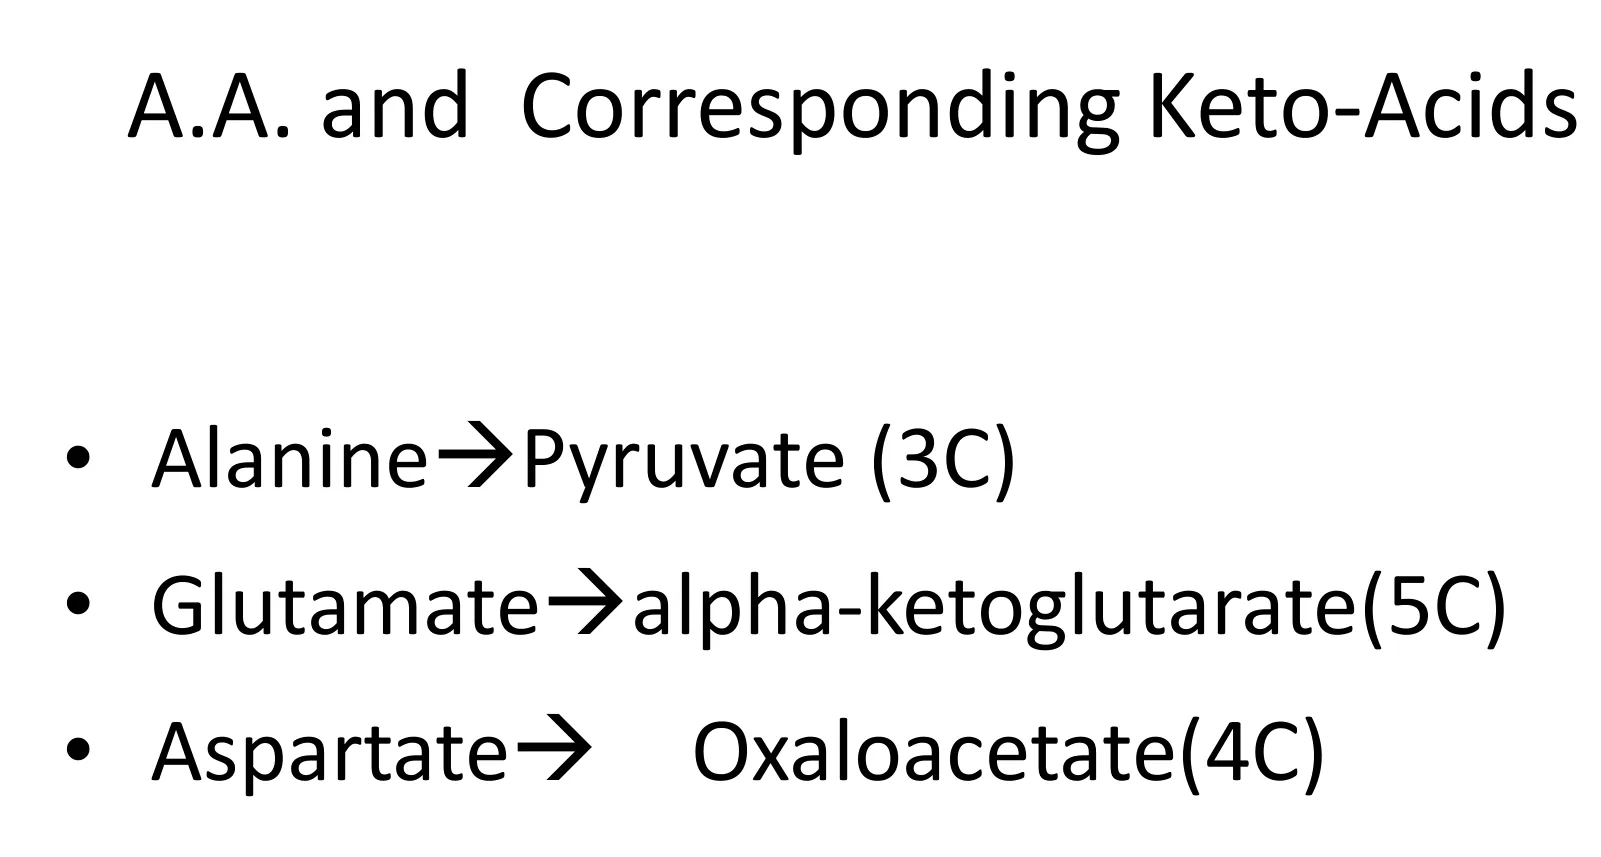 A.A. and  Corresponding Keto-Acids
• Alanine→Pyruvate (3C)
• Glutamate→alpha-ketoglutarate(5C)
• Aspartate→   Oxaloacetate(4C)